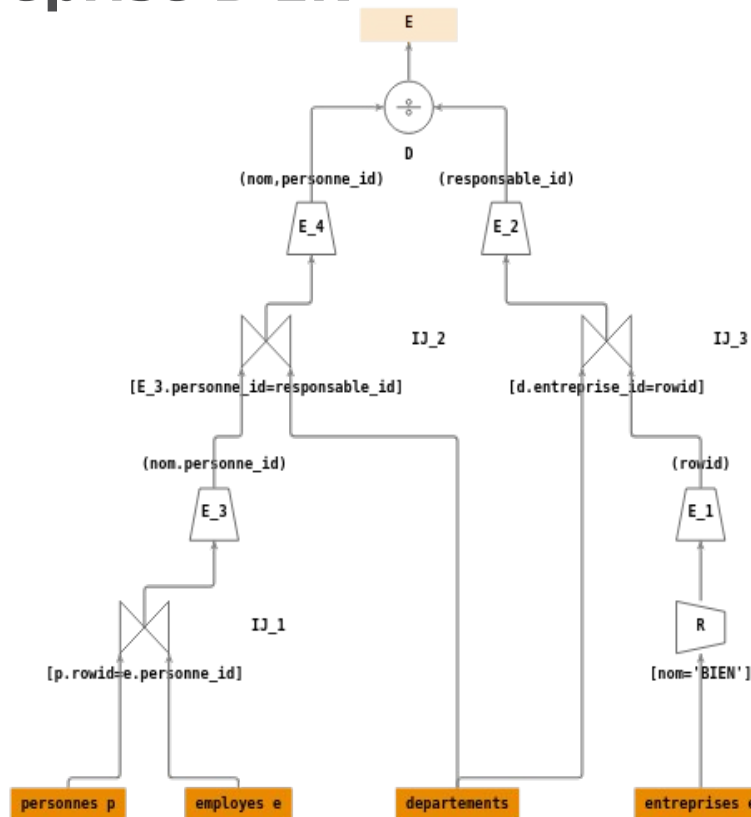 E
÷
D
(nom,personne_id) (responsable_id)
E_4 E_2
IJ_2 IJ_3
[E_3.personne_id=responsable_id] [d.entreprise_id=rowid]
(nom.personne_id) (rowid)
E_3 E_1
IJ_1 R
[p.rowid=e.personne_id] [nom='BIEN']
personnes p employes e departements entreprises e